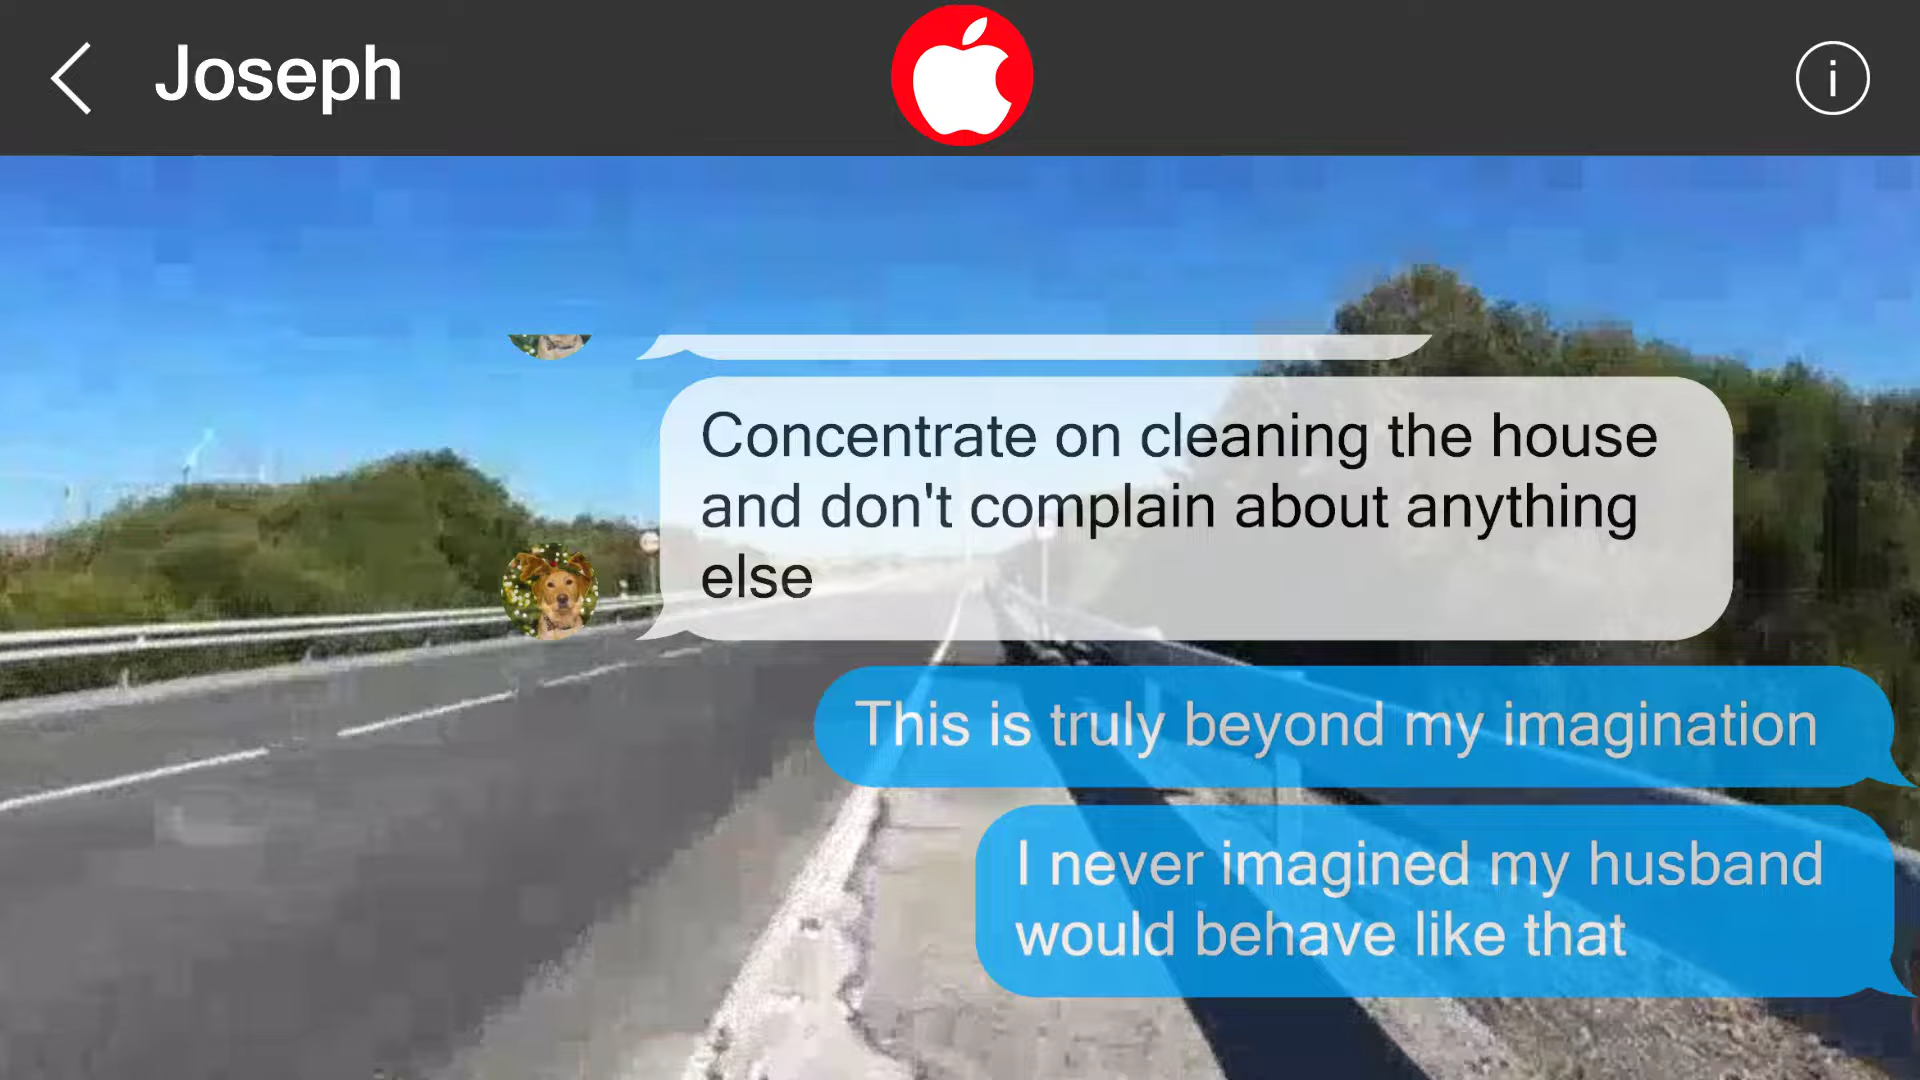 Joseph
i
Concentrate on cleaning the house
and don't complain about anything
else
This is truly beyond my imagination
I never imagined my husband
would behave like that